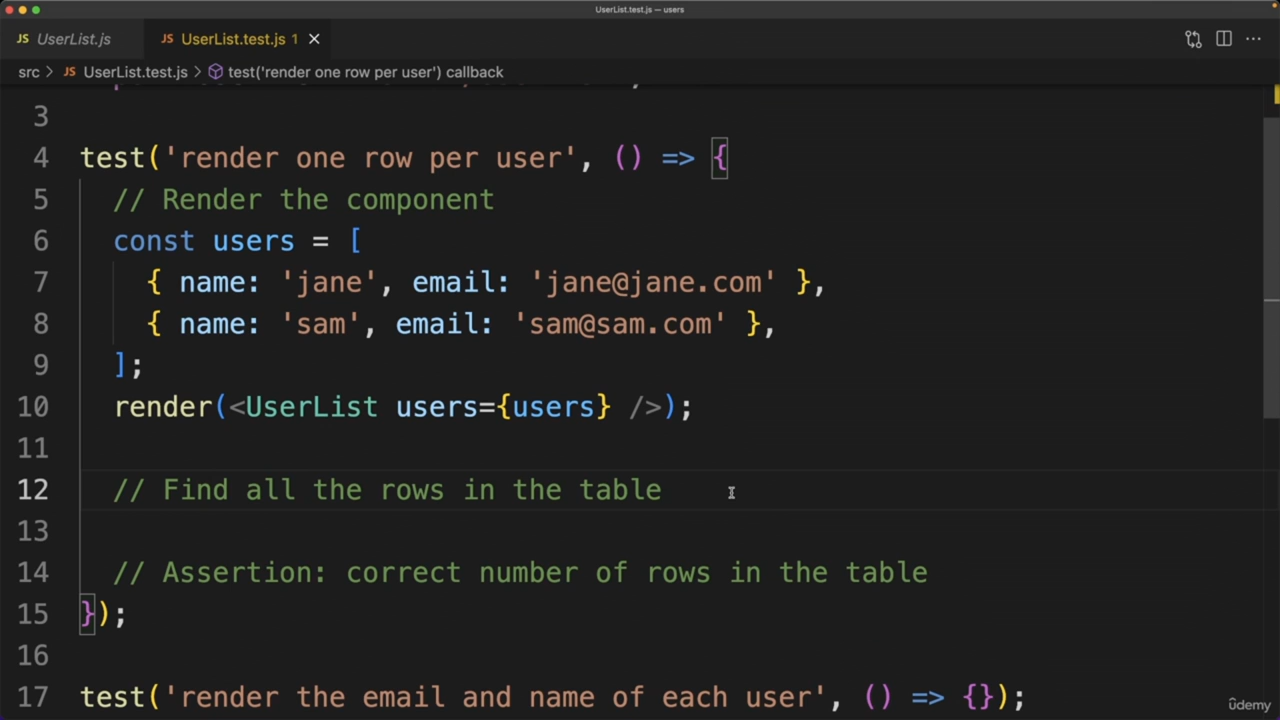 UserList.test.js — users
JS UserList.js JS UserList.test.js 1
src > JS UserList.test.js > test('render one row per user') callback
3
4 test('render one row per user', () => {
5 // Render the component
6 const users = [
7 { name: 'jane', email: 'jane@jane.com' },
8 { name: 'sam', email: 'sam@sam.com' },
9 ];
10 render(<UserList users={users} />);
11
12 // Find all the rows in the table
13
14 // Assertion: correct number of rows in the table
15 });
16
17 test('render the email and name of each user', () => {});
ûdemy